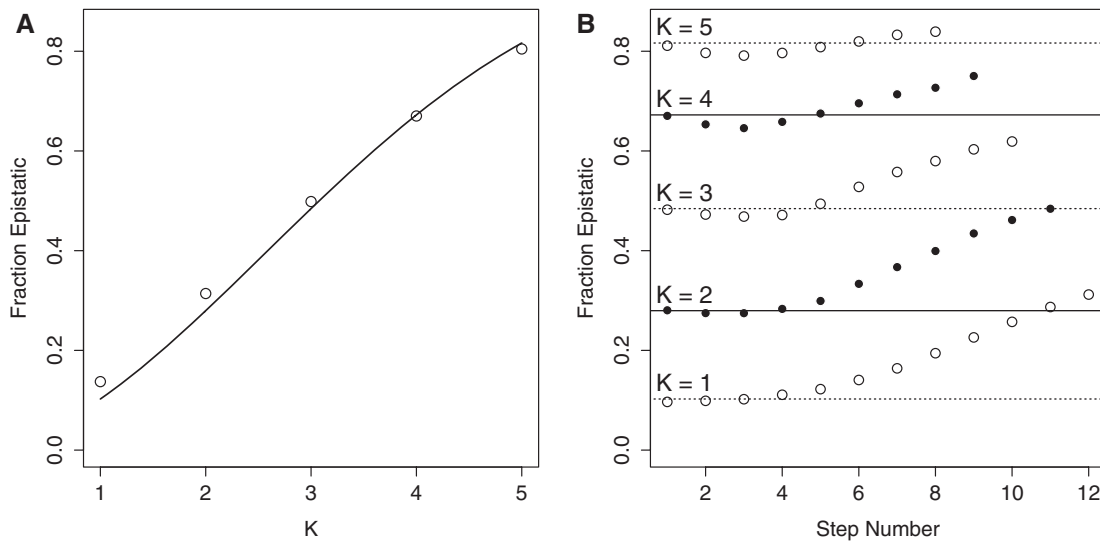 A
Fraction Epistatic
0.8
0.6
0.4
0.2
0.0
1 2 3 4 5
K
B
Fraction Epistatic
0.8
0.6
0.4
0.2
0.0
K = 5
K = 4
K = 3
K = 2
K = 1
2 4 6 8 10 12
Step Number